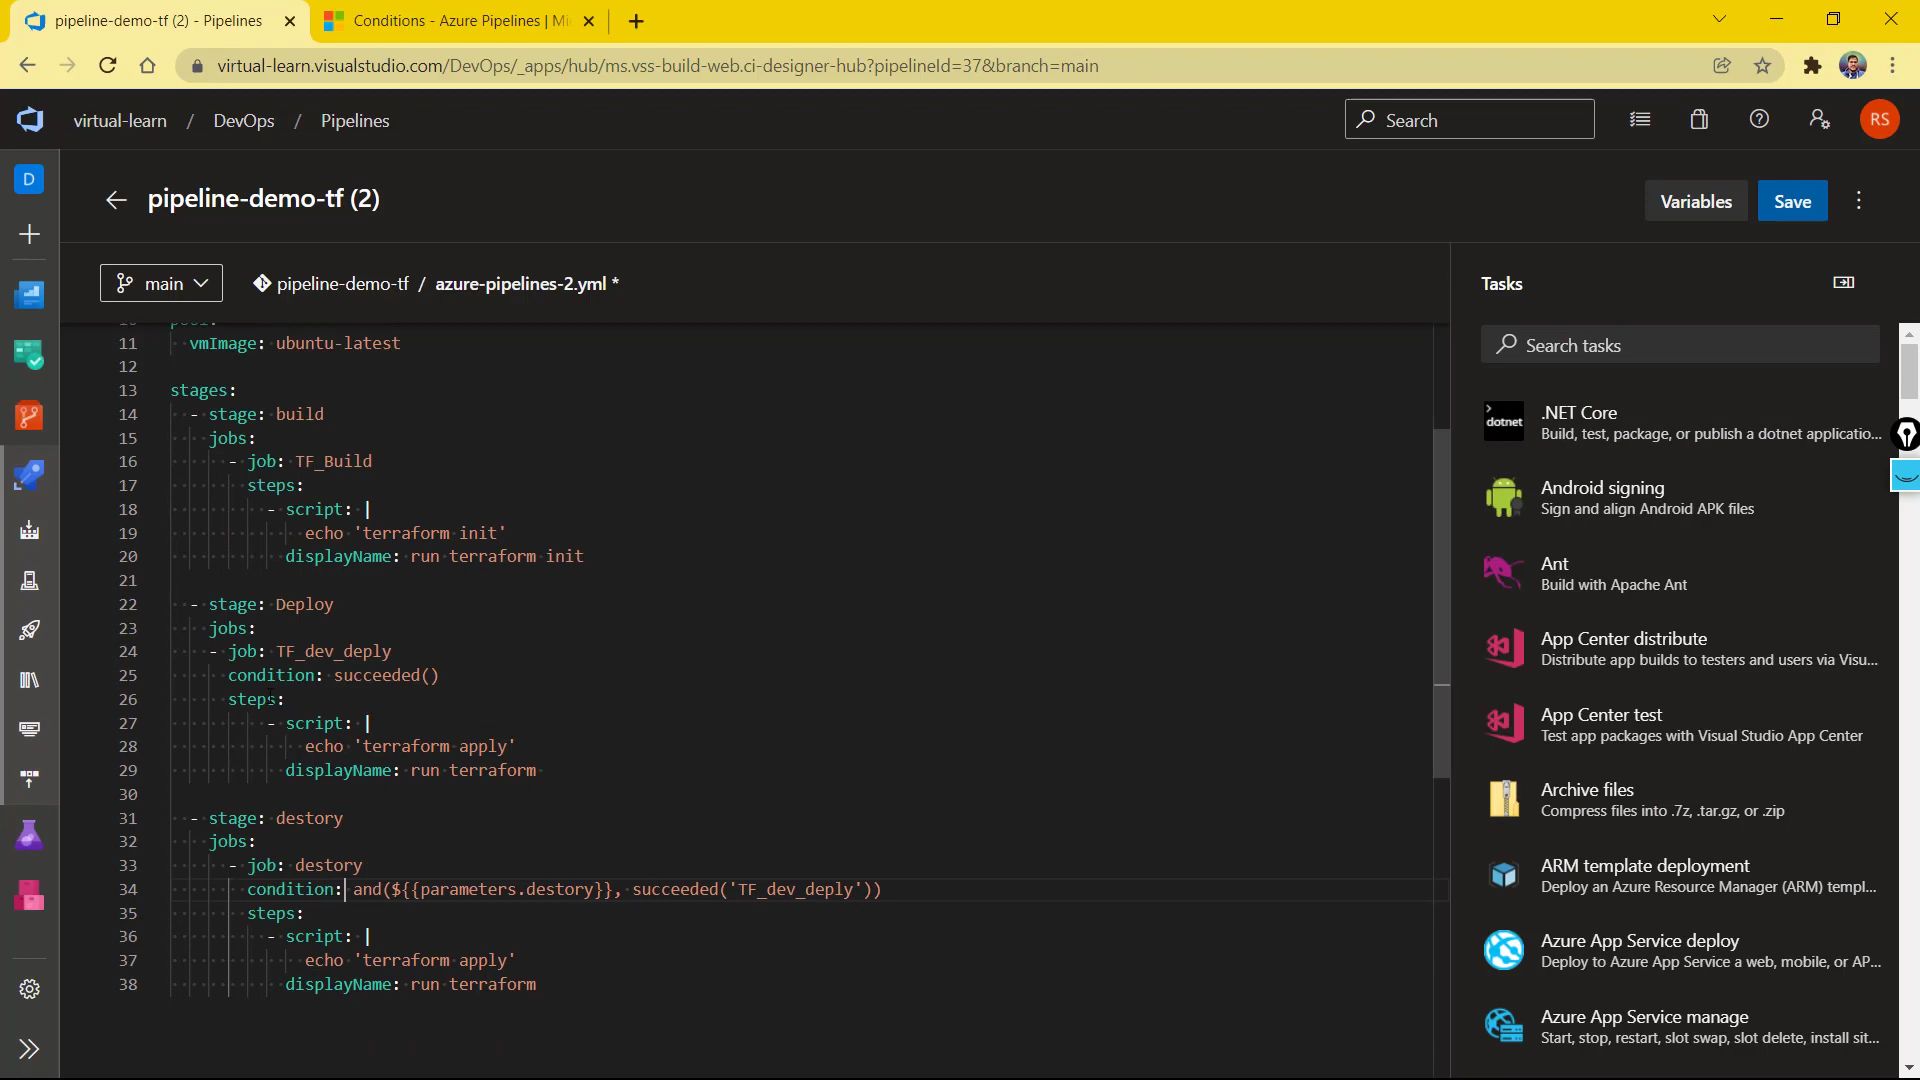 pipeline-demo-tf (2) - Pipelines
Conditions - Azure Pipelines | Mi
virtual-learn.visualstudio.com/DevOps/_apps/hub/ms.vss-build-web.ci-designer-hub?pipelineId=37&branch=main
virtual-learn / DevOps / Pipelines
Search
RS
D
pipeline-demo-tf (2)
Variables
Save
main
pipeline-demo-tf / azure-pipelines-2.yml *
10 pool:
11 vmImage: ubuntu-latest
12
13 stages:
14 - stage: build
15 jobs:
16 - job: TF_Build
17 steps:
18 - script: |
19 echo 'terraform init'
20 displayName: run terraform init
21
22 - stage: Deploy
23 jobs:
24 - job: TF_dev_deply
25 condition: succeeded()
26 steps:
27 - script: |
28 echo 'terraform apply'
29 displayName: run terraform
30
31 - stage: destory
32 jobs:
33 - job: destory
34 condition: and(${{parameters.destory}}, succeeded('TF_dev_deply'))
35 steps:
36 - script: |
37 echo 'terraform apply'
38 displayName: run terraform
Tasks
Search tasks
dotnet
.NET Core
Build, test, package, or publish a dotnet applicatio...
Android signing
Sign and align Android APK files
Ant
Build with Apache Ant
App Center distribute
Distribute app builds to testers and users via Visu...
App Center test
Test app packages with Visual Studio App Center
Archive files
Compress files into .7z, .tar.gz, or .zip
ARM template deployment
Deploy an Azure Resource Manager (ARM) templ...
Azure App Service deploy
Deploy to Azure App Service a web, mobile, or AP...
Azure App Service manage
Start, stop, restart, slot swap, slot delete, install sit...